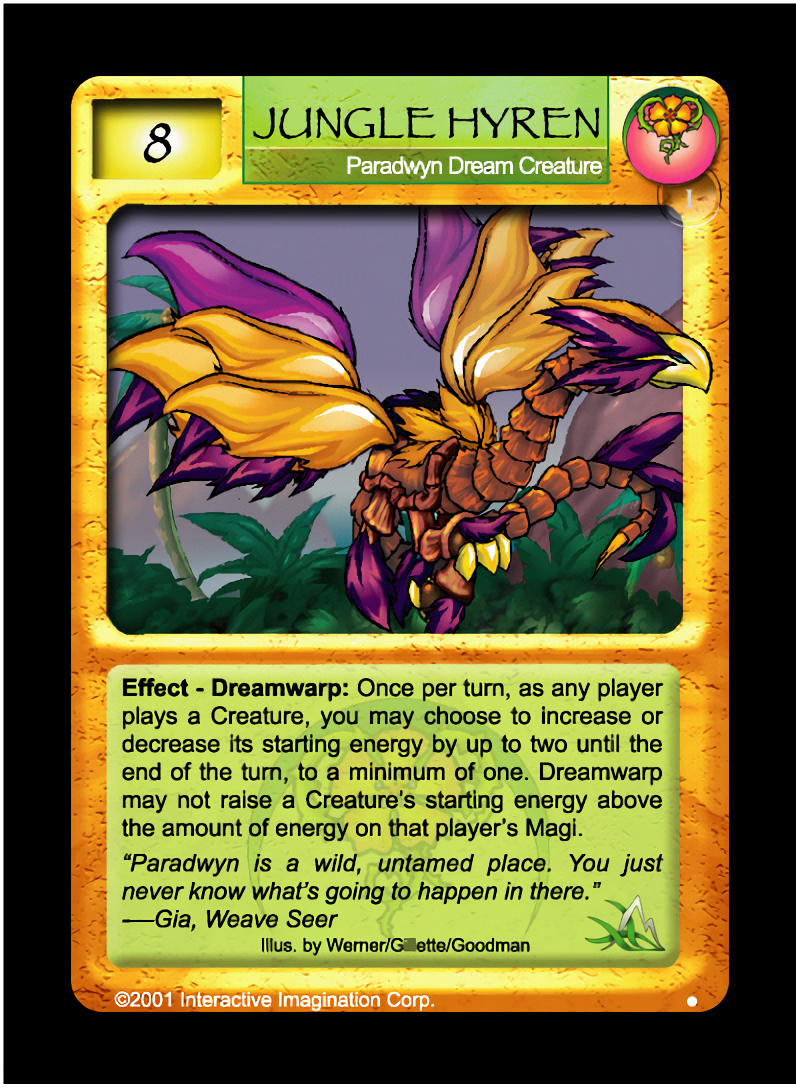 8
JUNGLE HYREN
Paradwyn Dream Creature
1
Effect - Dreamwarp: Once per turn, as any player
plays a Creature, you may choose to increase or
decrease its starting energy by up to two until the
end of the turn, to a minimum of one. Dreamwarp
may not raise a Creature's starting energy above
the amount of energy on that player's Magi.
“Paradwyn is a wild, untamed place. You just
never know what's going to happen in there.”
—Gia, Weave Seer
Illus. by
©2001 Interactive Imagination Corp.